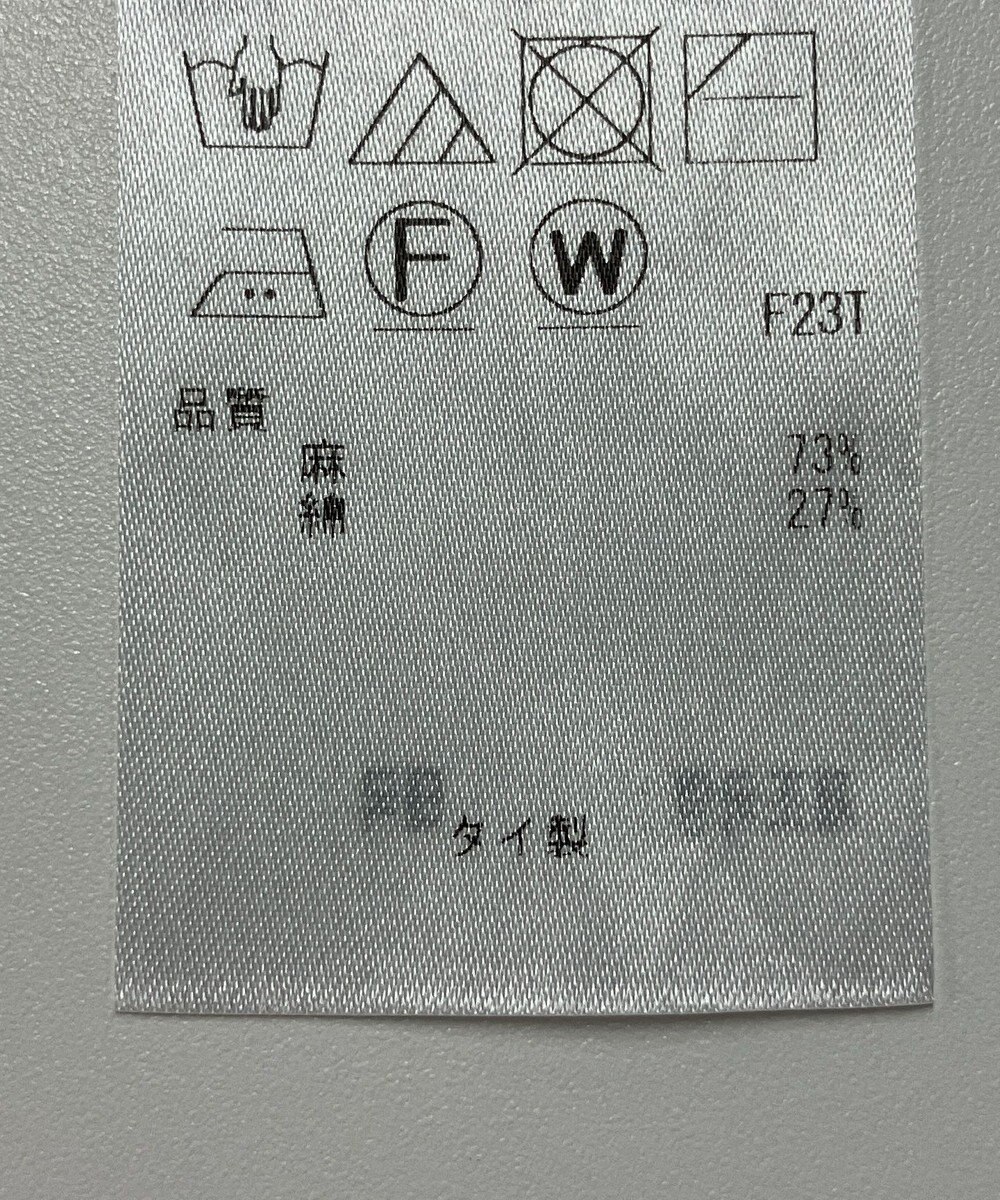 F W
F23T
品質
麻 73%
綿 27%
タイ製